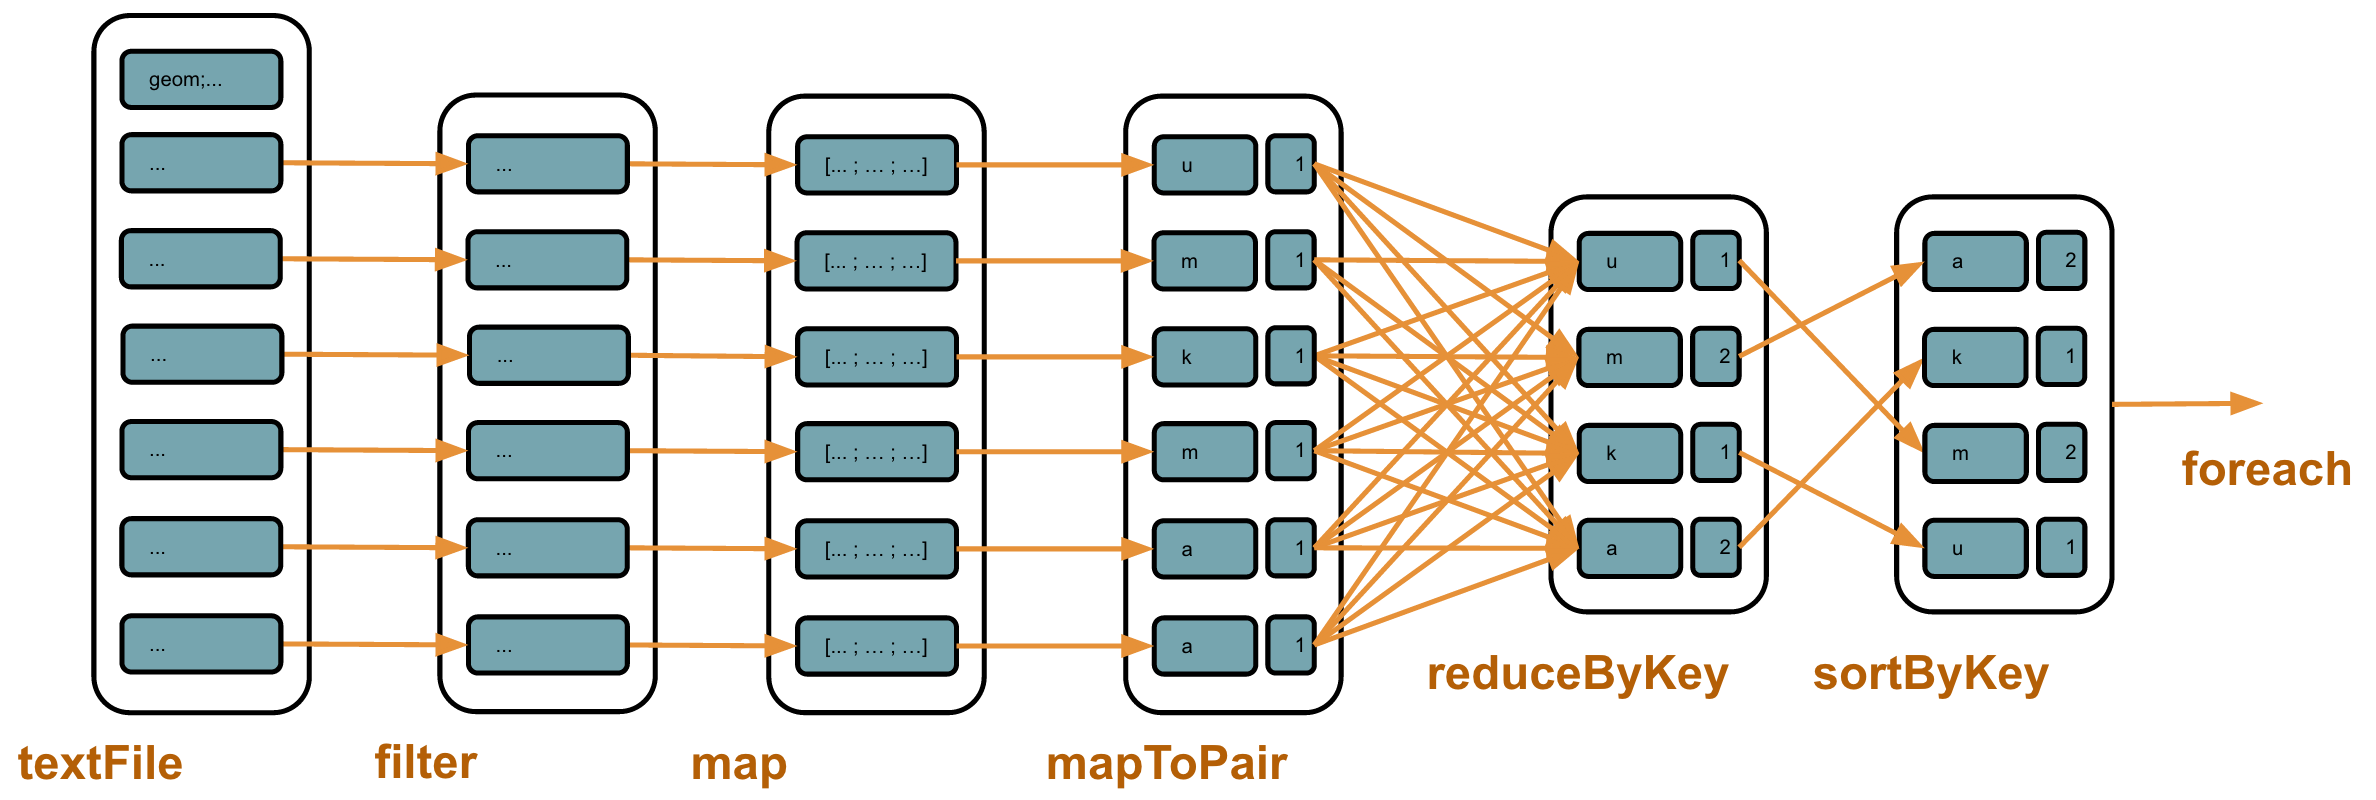 geom;...
...
...
...
...
...
...
textFile
...
...
...
...
...
...
filter
[... ; ... ; ...]
[... ; ... ; ...]
[... ; ... ; ...]
[... ; ... ; ...]
[... ; ... ; ...]
[... ; ... ; ...]
map
u 1
m 1
k 1
m 1
a 1
a 1
mapToPair
u 1
m 2
k 1
a 2
reduceByKey
a 2
k 1
m 2
u 1
sortByKey
foreach